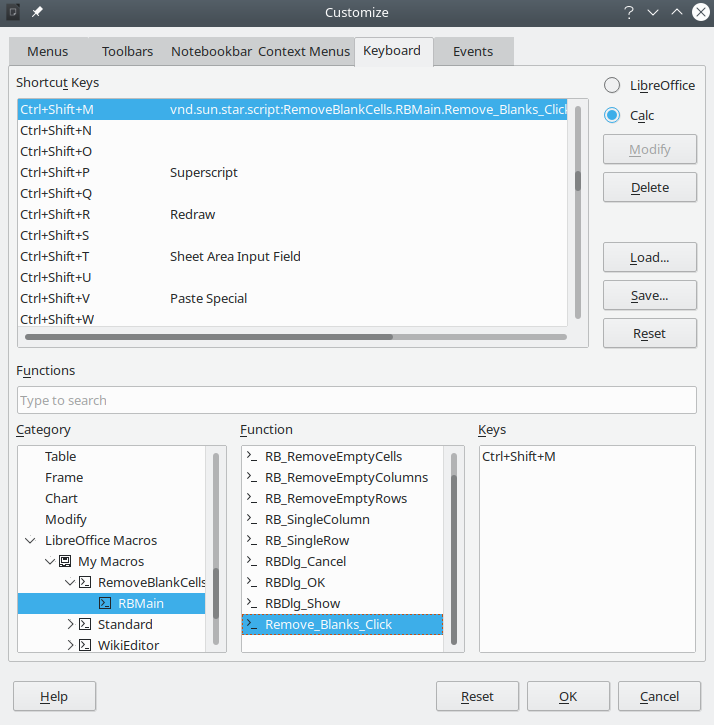 Customize
Menus Toolbars Notebookbar Context Menus Keyboard Events
Shortcut Keys
LibreOffice
Calc
Ctrl+Shift+M vnd.sun.star.script:RemoveBlankCells.RBMain.Remove_Blanks_Clic
Ctrl+Shift+N
Ctrl+Shift+O
Ctrl+Shift+P Superscript
Ctrl+Shift+Q
Ctrl+Shift+R Redraw
Ctrl+Shift+S
Ctrl+Shift+T Sheet Area Input Field
Ctrl+Shift+U
Ctrl+Shift+V Paste Special
Ctrl+Shift+W
Modify
Delete
Load...
Save...
Reset
Functions
Type to search
Category
Table
Frame
Chart
Modify
LibreOffice Macros
My Macros
RemoveBlankCells
RBMain
Standard
WikiEditor
Function
RB_RemoveEmptyCells
RB_RemoveEmptyColumns
RB_RemoveEmptyRows
RB_SingleColumn
RB_SingleRow
RBDlg_Cancel
RBDlg_OK
RBDlg_Show
Remove_Blanks_Click
Keys
Ctrl+Shift+M
Help Reset OK Cancel